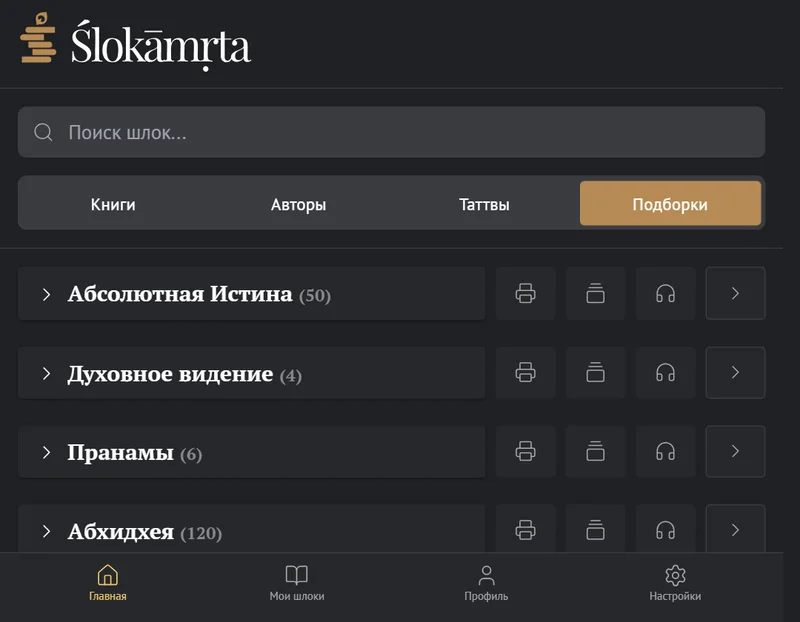 Ślokāmṛta
Поиск шлок...
Книги Авторы Таттвы Подборки
Абсолютная Истина (50)
Духовное видение (4)
Пранамы (6)
Абхидхея (120)
Главная Мои шлоки Профиль Настройки